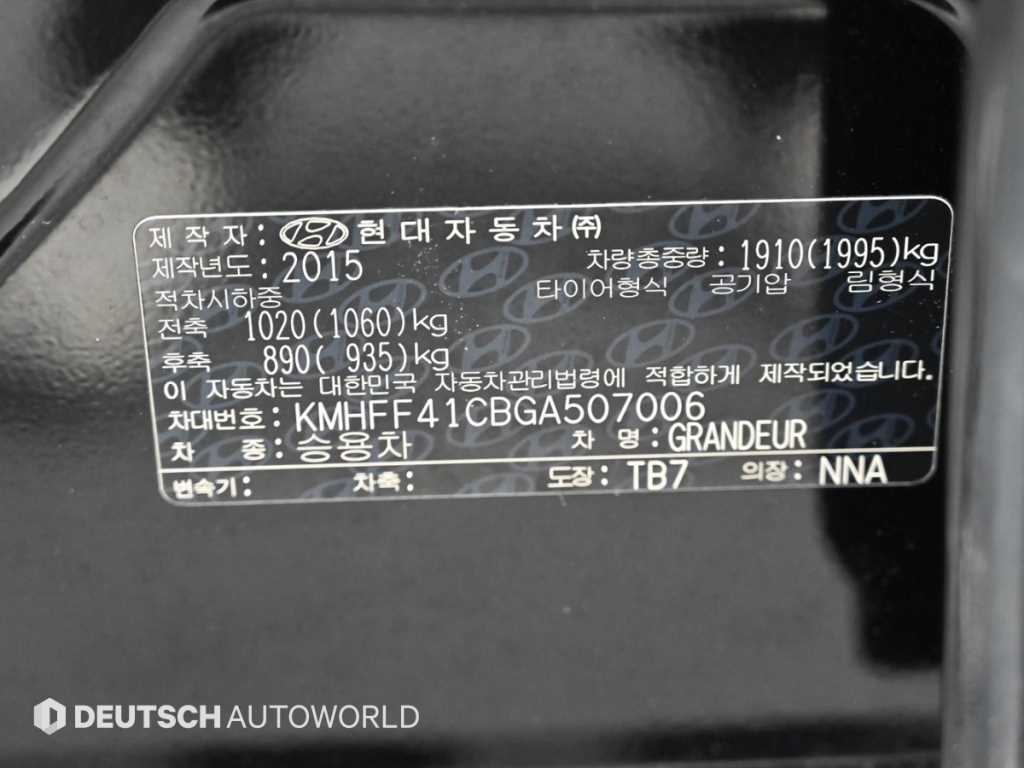 제 작 자 : 현대자동차㈜
제작년도 : 2015 차량총중량 : 1910(1995)kg
적차시하중 타이어형식 공기압 림형식
전축 1020(1060)kg
후축 890( 935)kg
이 자동차는 대한민국 자동차관리법령에 적합하게 제작되었습니다.
차대번호 : KMHFF41CBGA507006
차 종 : 승용차 차 명 : GRANDEUR
변속기 : 차축 : 도장 : TB7 의장 : NNA
DEUTSCH AUTOWORLD